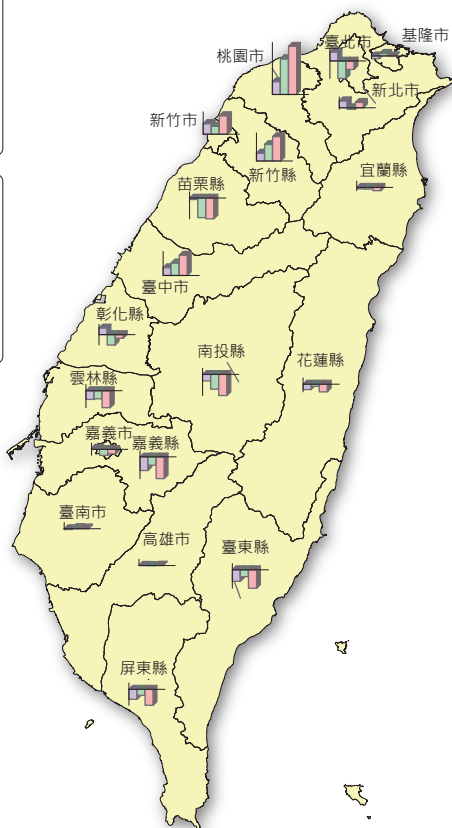 基隆市
臺北市
桃園市
新北市
新竹市
新竹縣
宜蘭縣
苗栗縣
臺中市
彰化縣
南投縣
花蓮縣
雲林縣
嘉義市
嘉義縣
臺南市
高雄市
臺東縣
屏東縣